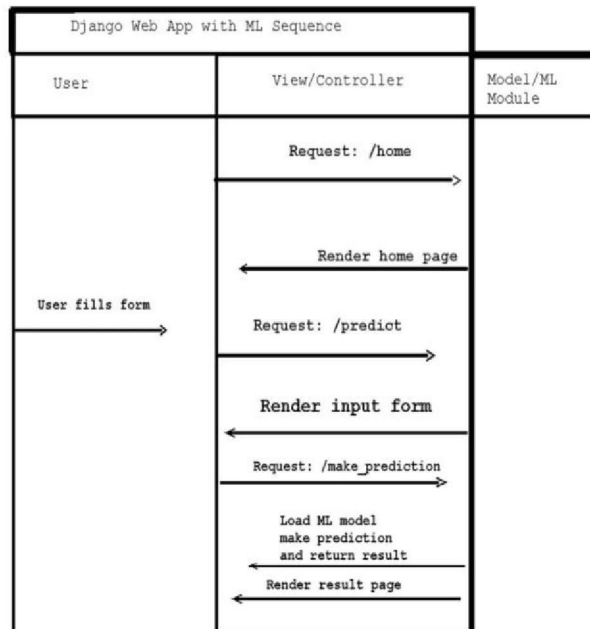 Django Web App with ML Sequence
User
View/Controller
Model/ML
Module
Request: /home
Render home page
User fills form
Request: /predict
Render input form
Request: /make_prediction
Load ML model
make prediction
and return result
Render result page